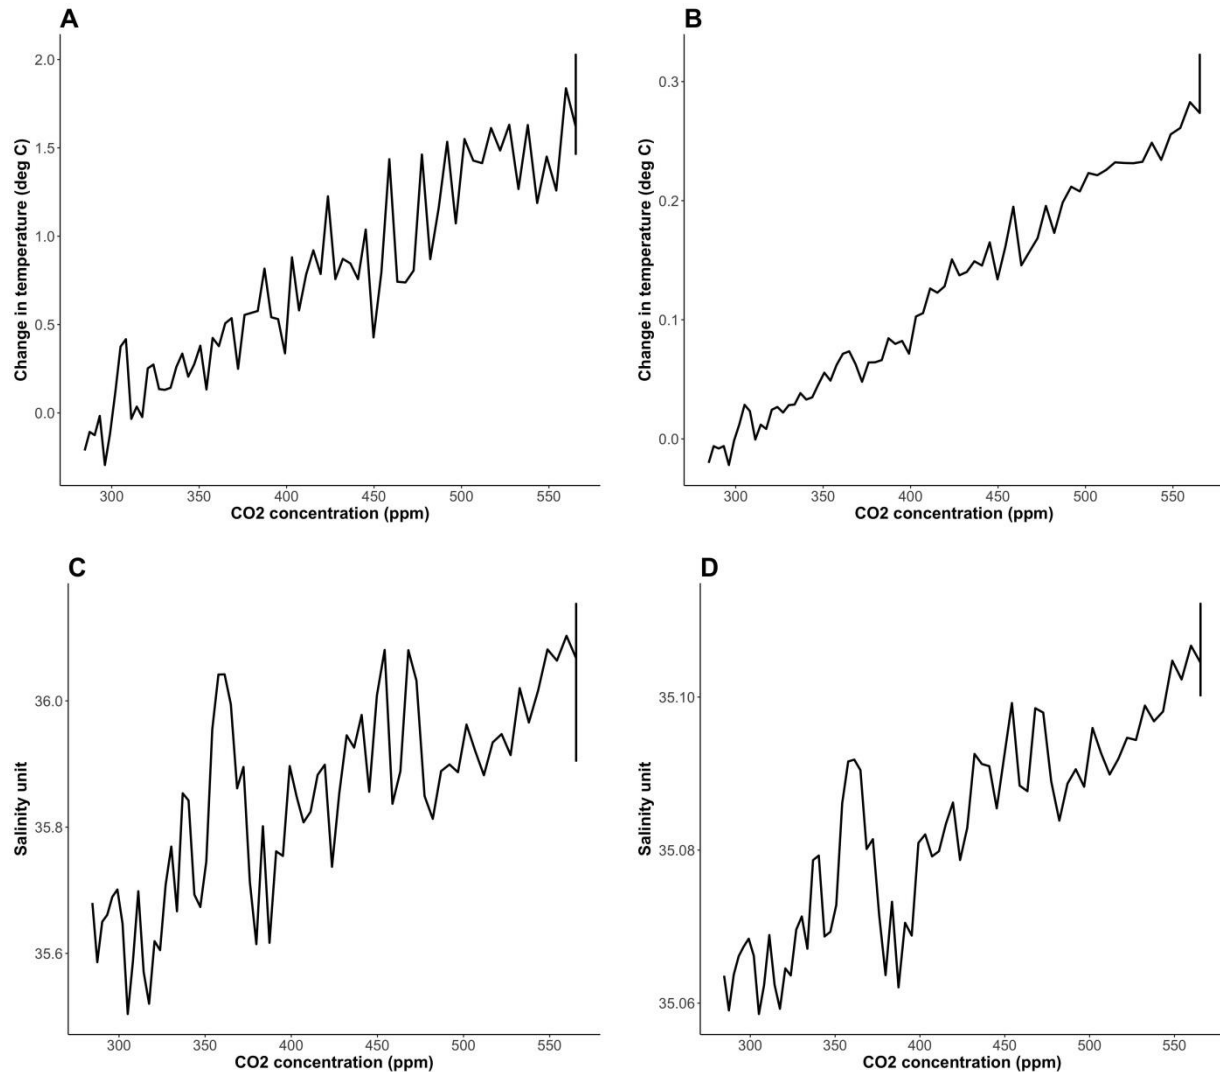 A
Change in temperature (deg C)
2.0
1.5
1.0
0.5
0.0
300 350 400 450 500 550
CO2 concentration (ppm)
B
Change in temperature (deg C)
0.3
0.2
0.1
0.0
300 350 400 450 500 550
CO2 concentration (ppm)
C
Salinity unit
36.0
35.8
35.6
300 350 400 450 500 550
CO2 concentration (ppm)
D
Salinity unit
35.10
35.08
35.06
300 350 400 450 500 550
CO2 concentration (ppm)